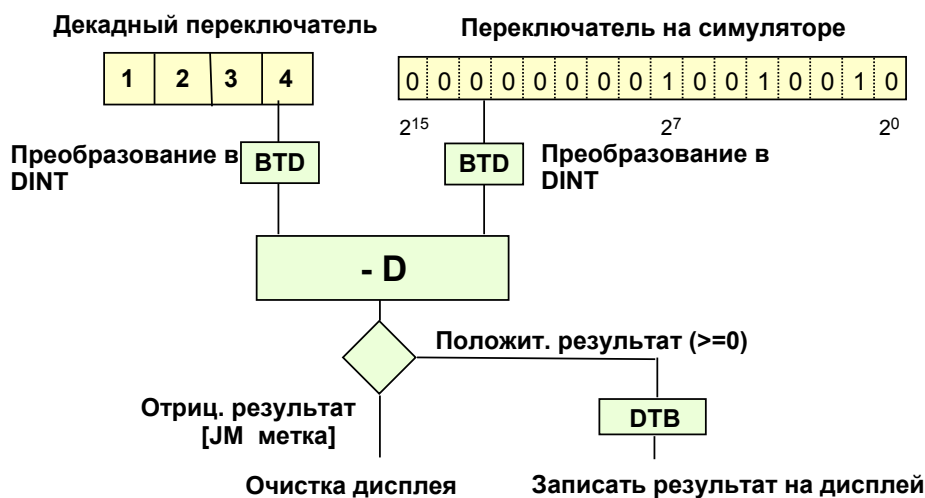 Декадный переключатель
Переключатель на симуляторе
1 2 3 4
0 0 0 0 0 0 0 0 1 0 0 1 0 0 1 0
2¹⁵ 2⁷ 2⁰
Преобразование в
DINT
BTD
BTD
Преобразование в
DINT
- D
Положит. результат (>=0)
Отриц. результат
[JM метка]
DTB
Очистка дисплея
Записать результат на дисплей